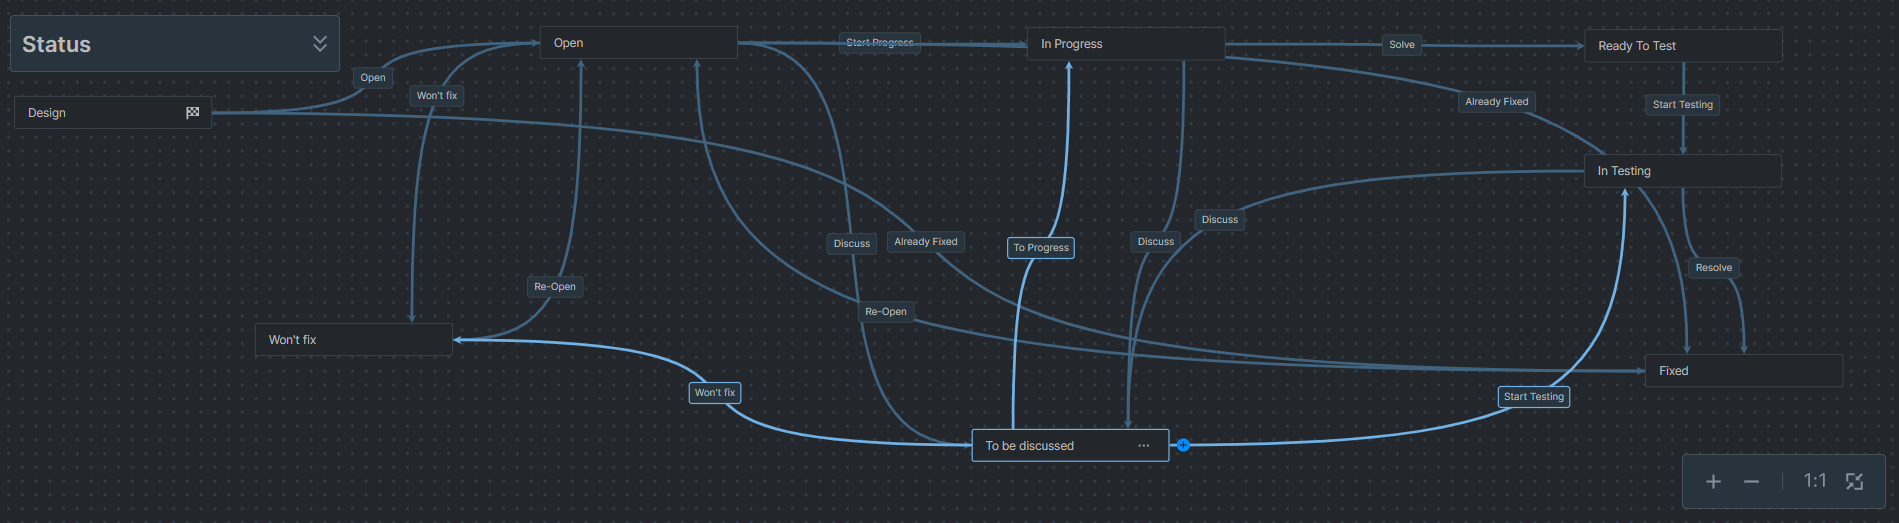 Status
Open
Start Progress
In Progress
Solve
Ready To Test
Open
Won't fix
Already Fixed
Start Testing
Design
In Testing
Discuss
Discuss
Already Fixed
To Progress
Discuss
Resolve
Re-Open
Re-Open
Won't fix
Fixed
Won't fix
Start Testing
To be discussed
1:1